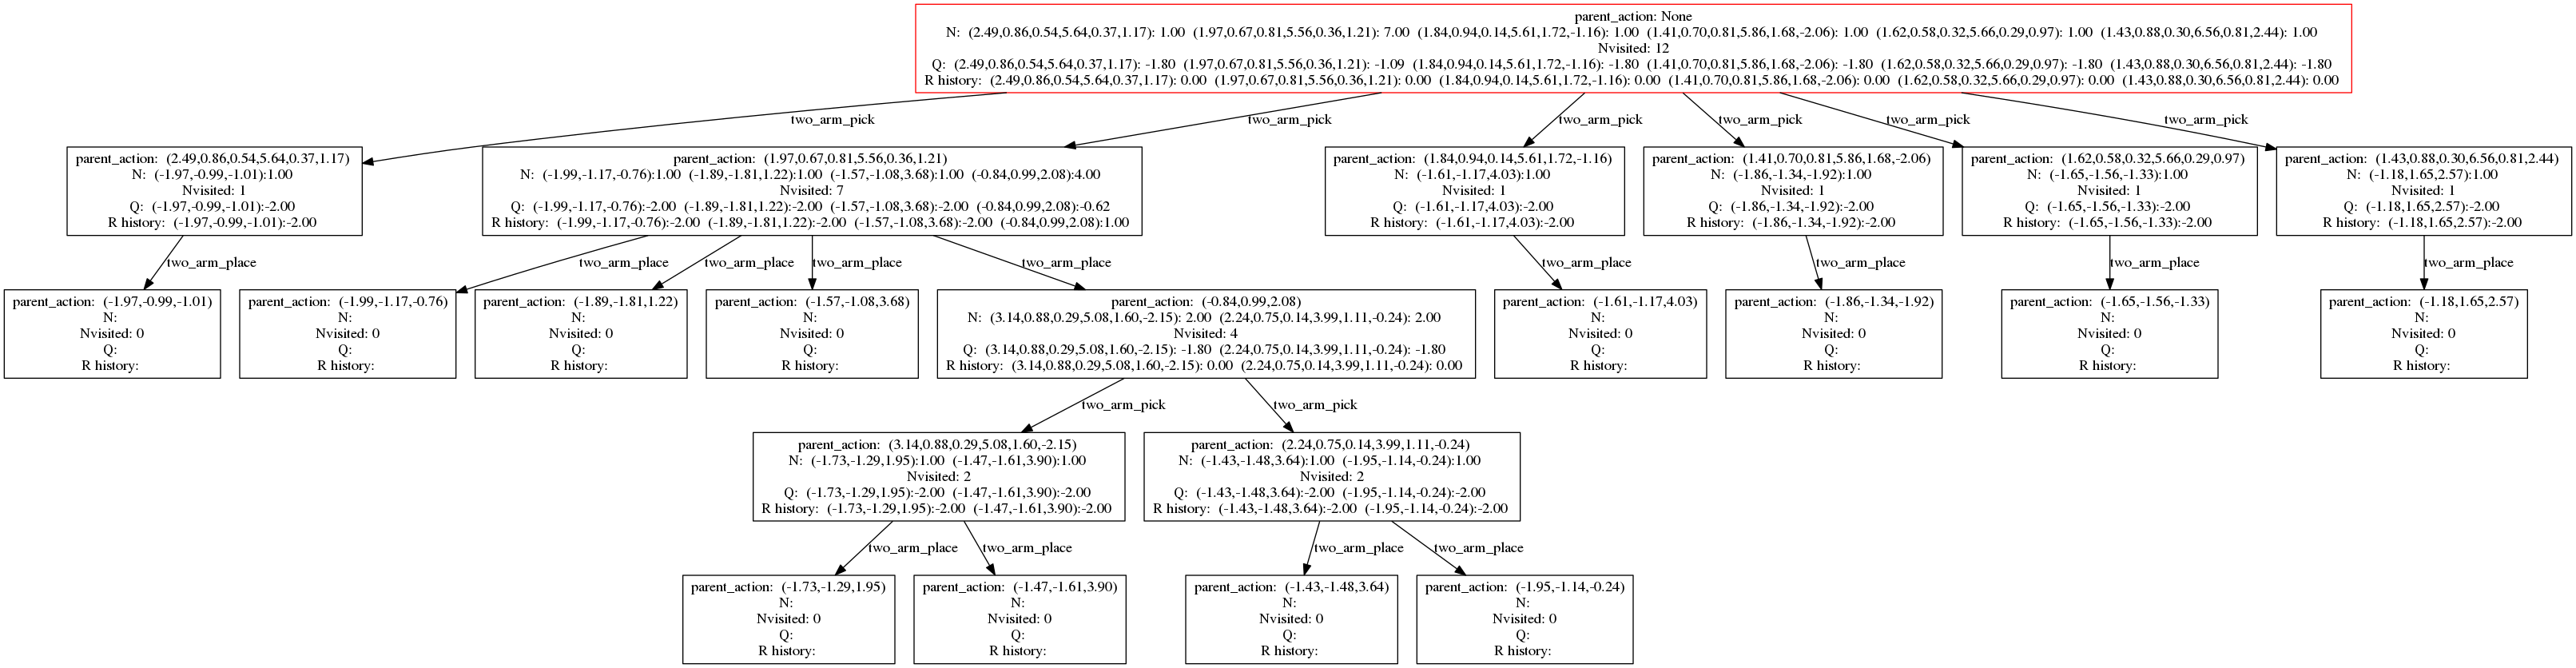 parent_action: None
N: (2.49,0.86,0.54,5.64,0.37,1.17): 1.00 (1.97,0.67,0.81,5.56,0.36,1.21): 7.00 (1.84,0.94,0.14,5.61,1.72,-1.16): 1.00 (1.41,0.70,0.81,5.86,1.68,-2.06): 1.00 (1.62,0.58,0.32,5.66,0.29,0.97): 1.00 (1.43,0.88,0.30,6.56,0.81,2.44): 1.00
Nvisited: 12
Q: (2.49,0.86,0.54,5.64,0.37,1.17): -1.80 (1.97,0.67,0.81,5.56,0.36,1.21): -1.09 (1.84,0.94,0.14,5.61,1.72,-1.16): -1.80 (1.41,0.70,0.81,5.86,1.68,-2.06): -1.80 (1.62,0.58,0.32,5.66,0.29,0.97): -1.80 (1.43,0.88,0.30,6.56,0.81,2.44): -1.80
R history: (2.49,0.86,0.54,5.64,0.37,1.17): 0.00 (1.97,0.67,0.81,5.56,0.36,1.21): 0.00 (1.84,0.94,0.14,5.61,1.72,-1.16): 0.00 (1.41,0.70,0.81,5.86,1.68,-2.06): 0.00 (1.62,0.58,0.32,5.66,0.29,0.97): 0.00 (1.43,0.88,0.30,6.56,0.81,2.44): 0.00
two_arm_pick
two_arm_pick
two_arm_pick
two_arm_pick
two_arm_pick
two_arm_pick
parent_action: (2.49,0.86,0.54,5.64,0.37,1.17)
N: (-1.97,-0.99,-1.01):1.00
Nvisited: 1
Q: (-1.97,-0.99,-1.01):-2.00
R history: (-1.97,-0.99,-1.01):-2.00
parent_action: (1.97,0.67,0.81,5.56,0.36,1.21)
N: (-1.99,-1.17,-0.76):1.00 (-1.89,-1.81,1.22):1.00 (-1.57,-1.08,3.68):1.00 (-0.84,0.99,2.08):4.00
Nvisited: 7
Q: (-1.99,-1.17,-0.76):-2.00 (-1.89,-1.81,1.22):-2.00 (-1.57,-1.08,3.68):-2.00 (-0.84,0.99,2.08):-0.62
R history: (-1.99,-1.17,-0.76):-2.00 (-1.89,-1.81,1.22):-2.00 (-1.57,-1.08,3.68):-2.00 (-0.84,0.99,2.08):1.00
parent_action: (1.84,0.94,0.14,5.61,1.72,-1.16)
N: (-1.61,-1.17,4.03):1.00
Nvisited: 1
Q: (-1.61,-1.17,4.03):-2.00
R history: (-1.61,-1.17,4.03):-2.00
parent_action: (1.41,0.70,0.81,5.86,1.68,-2.06)
N: (-1.86,-1.34,-1.92):1.00
Nvisited: 1
Q: (-1.86,-1.34,-1.92):-2.00
R history: (-1.86,-1.34,-1.92):-2.00
parent_action: (1.62,0.58,0.32,5.66,0.29,0.97)
N: (-1.65,-1.56,-1.33):1.00
Nvisited: 1
Q: (-1.65,-1.56,-1.33):-2.00
R history: (-1.65,-1.56,-1.33):-2.00
parent_action: (1.43,0.88,0.30,6.56,0.81,2.44)
N: (-1.18,1.65,2.57):1.00
Nvisited: 1
Q: (-1.18,1.65,2.57):-2.00
R history: (-1.18,1.65,2.57):-2.00
two_arm_place
two_arm_place
two_arm_place
two_arm_place
two_arm_place
two_arm_place
two_arm_place
two_arm_place
two_arm_place
parent_action: (-1.97,-0.99,-1.01)
N:
Nvisited: 0
Q:
R history:
parent_action: (-1.99,-1.17,-0.76)
N:
Nvisited: 0
Q:
R history:
parent_action: (-1.89,-1.81,1.22)
N:
Nvisited: 0
Q:
R history:
parent_action: (-1.57,-1.08,3.68)
N:
Nvisited: 0
Q:
R history:
parent_action: (-0.84,0.99,2.08)
N: (3.14,0.88,0.29,5.08,1.60,-2.15): 2.00 (2.24,0.75,0.14,3.99,1.11,-0.24): 2.00
Nvisited: 4
Q: (3.14,0.88,0.29,5.08,1.60,-2.15): -1.80 (2.24,0.75,0.14,3.99,1.11,-0.24): -1.80
R history: (3.14,0.88,0.29,5.08,1.60,-2.15): 0.00 (2.24,0.75,0.14,3.99,1.11,-0.24): 0.00
parent_action: (-1.61,-1.17,4.03)
N:
Nvisited: 0
Q:
R history:
parent_action: (-1.86,-1.34,-1.92)
N:
Nvisited: 0
Q:
R history:
parent_action: (-1.65,-1.56,-1.33)
N:
Nvisited: 0
Q:
R history:
parent_action: (-1.18,1.65,2.57)
N:
Nvisited: 0
Q:
R history:
two_arm_pick
two_arm_pick
parent_action: (3.14,0.88,0.29,5.08,1.60,-2.15)
N: (-1.73,-1.29,1.95):1.00 (-1.47,-1.61,3.90):1.00
Nvisited: 2
Q: (-1.73,-1.29,1.95):-2.00 (-1.47,-1.61,3.90):-2.00
R history: (-1.73,-1.29,1.95):-2.00 (-1.47,-1.61,3.90):-2.00
parent_action: (2.24,0.75,0.14,3.99,1.11,-0.24)
N: (-1.43,-1.48,3.64):1.00 (-1.95,-1.14,-0.24):1.00
Nvisited: 2
Q: (-1.43,-1.48,3.64):-2.00 (-1.95,-1.14,-0.24):-2.00
R history: (-1.43,-1.48,3.64):-2.00 (-1.95,-1.14,-0.24):-2.00
two_arm_place
two_arm_place
two_arm_place
two_arm_place
parent_action: (-1.73,-1.29,1.95)
N:
Nvisited: 0
Q:
R history:
parent_action: (-1.47,-1.61,3.90)
N:
Nvisited: 0
Q:
R history:
parent_action: (-1.43,-1.48,3.64)
N:
Nvisited: 0
Q:
R history:
parent_action: (-1.95,-1.14,-0.24)
N:
Nvisited: 0
Q:
R history: